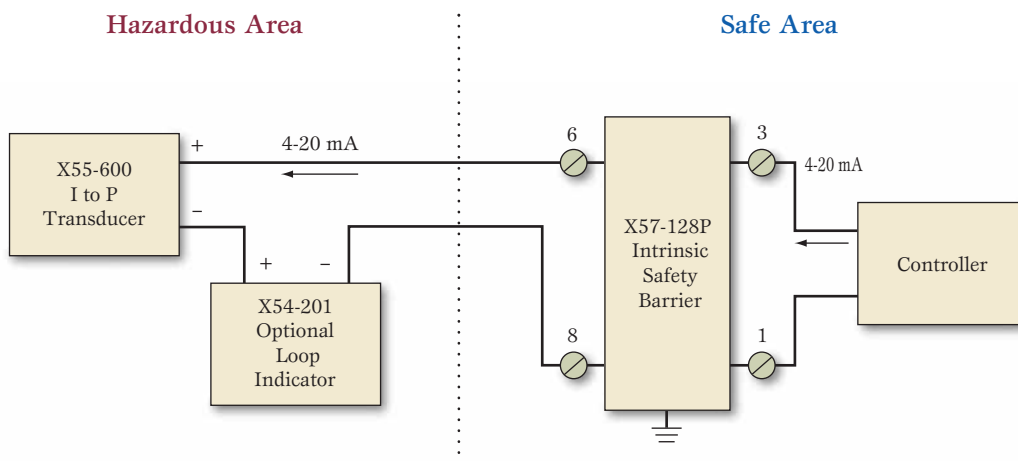 Hazardous Area
Safe Area
X55-600
I to P
Transducer
+
–
4-20 mA
6
3
4-20 mA
X57-128P
Intrinsic
Safety
Barrier
Controller
+
–
X54-201
Optional
Loop
Indicator
8
1